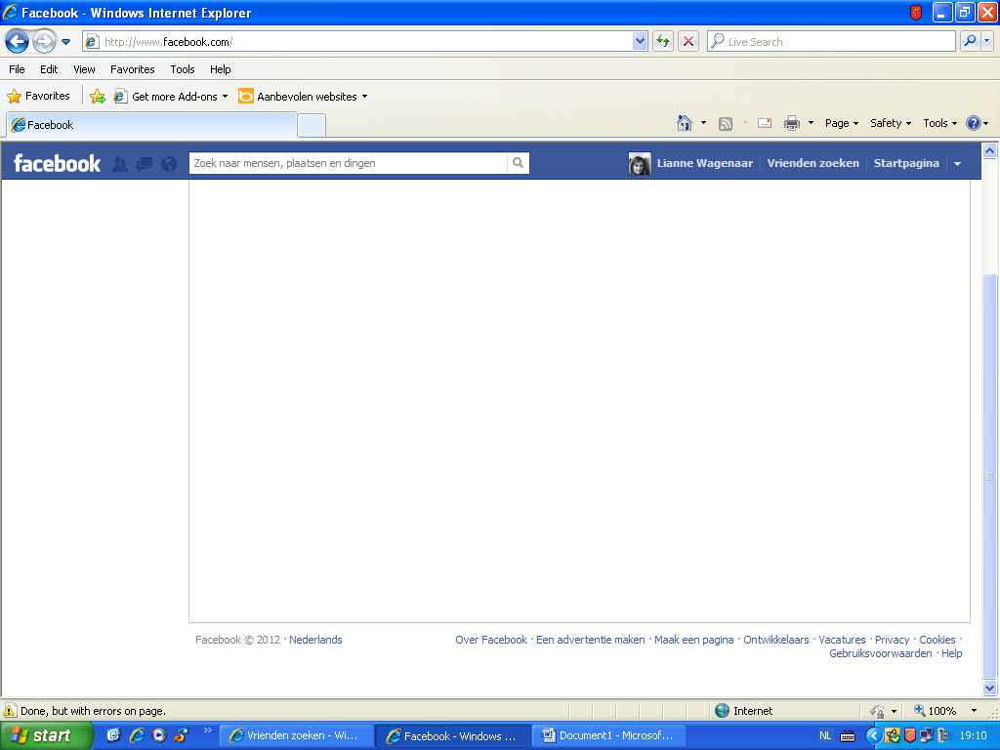 Facebook - Windows Internet Explorer
http://www.facebook.com/
Live Search
File Edit View Favorites Tools Help
Favorites Get more Add-ons Aanbevolen websites
Facebook Page Safety Tools
facebook Zoek naar mensen, plaatsen en dingen Lianne Wagenaar Vrienden zoeken Startpagina
Facebook © 2012 · Nederlands Over Facebook · Een advertentie maken · Maak een pagina · Ontwikkelaars · Vacatures · Privacy · Cookies ·
Gebruiksvoorwaarden · Help
Done, but with errors on page. Internet 100%
start Vrienden zoeken - Wi... Facebook - Windows ... Document1 - Microsof... NL 19:10